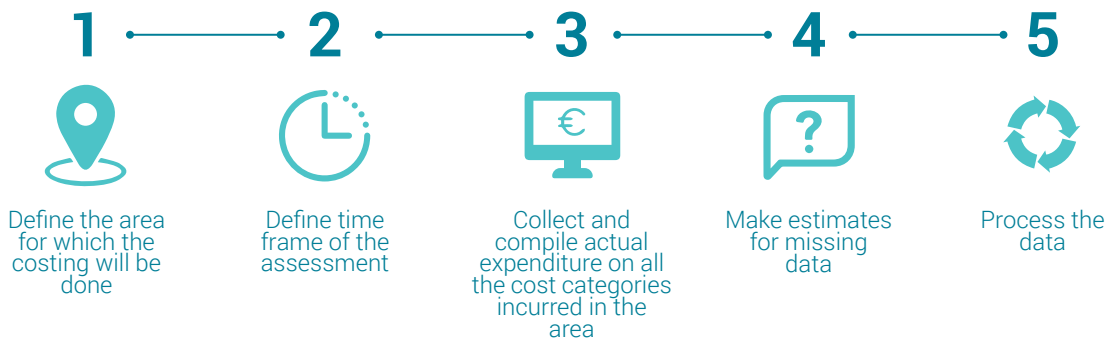 1
2
3
4
5
€
?
Define the area
for which the
costing will be
done
Define time
frame of the
assessment
Collect and
compile actual
expenditure on all
the cost categories
incurred in the
area
Make estimates
for missing
data
Process the
data